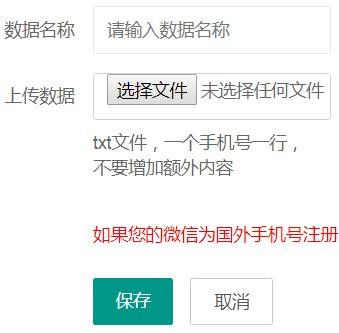 数据名称 请输入数据名称
上传数据 选择文件 未选择任何文件
txt文件，一个手机号一行，
不要增加额外内容
如果您的微信为国外手机号注册
保存 取消